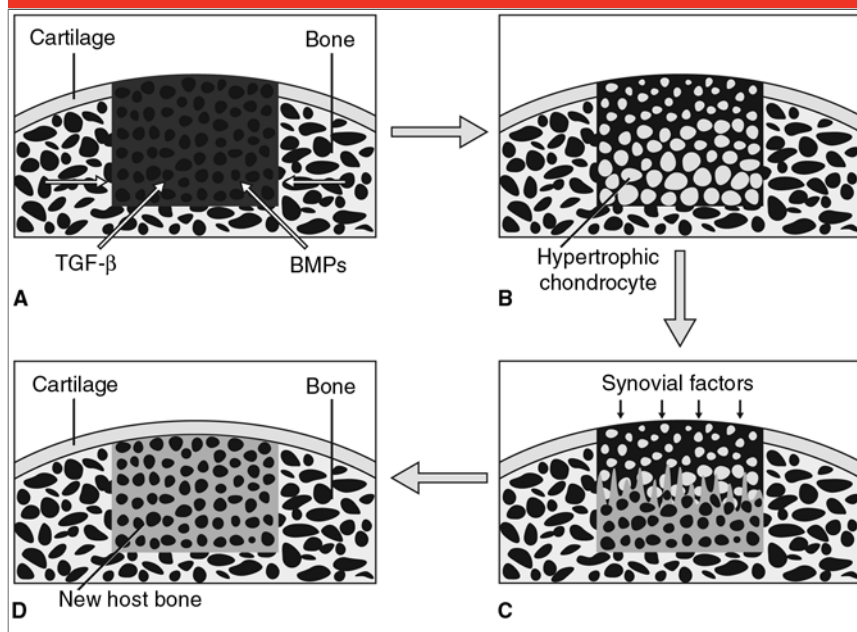 Cartilage
Bone
TGF-β
BMPs
A
Hypertrophic
chondrocyte
B
Cartilage
Bone
New host bone
D
Synovial factors
C